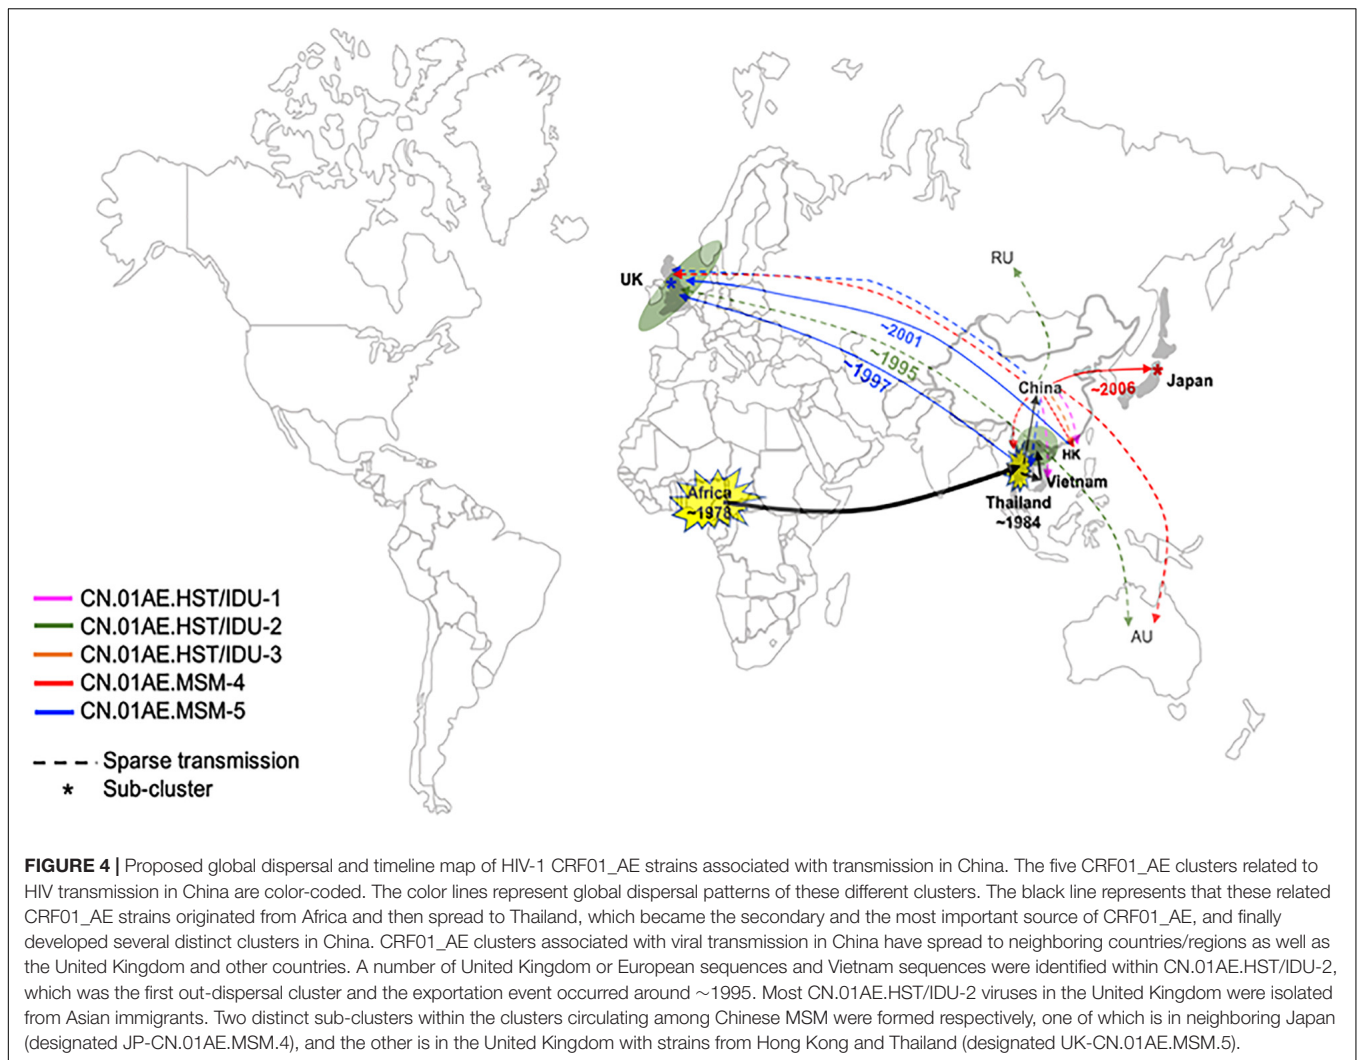 RU
UK
~2001
~1995
~1997
China
~2006
Japan
HK
Vietnam
Thailand
~1984
Africa
~1978
AU
CN.01AE.HST/IDU-1
CN.01AE.HST/IDU-2
CN.01AE.HST/IDU-3
CN.01AE.MSM-4
CN.01AE.MSM-5
Sparse transmission
* Sub-cluster
FIGURE 4 | Proposed global dispersal and timeline map of HIV-1 CRF01_AE strains associated with transmission in China. The five CRF01_AE clusters related to
HIV transmission in China are color-coded. The color lines represent global dispersal patterns of these different clusters. The black line represents that these related
CRF01_AE strains originated from Africa and then spread to Thailand, which became the secondary and the most important source of CRF01_AE, and finally
developed several distinct clusters in China. CRF01_AE clusters associated with viral transmission in China have spread to neighboring countries/regions as well as
the United Kingdom and other countries. A number of United Kingdom or European sequences and Vietnam sequences were identified within CN.01AE.HST/IDU-2,
which was the first out-dispersal cluster and the exportation event occurred around ∼1995. Most CN.01AE.HST/IDU-2 viruses in the United Kingdom were isolated
from Asian immigrants. Two distinct sub-clusters within the clusters circulating among Chinese MSM were formed respectively, one of which is in neighboring Japan
(designated JP-CN.01AE.MSM.4), and the other is in the United Kingdom with strains from Hong Kong and Thailand (designated UK-CN.01AE.MSM.5).